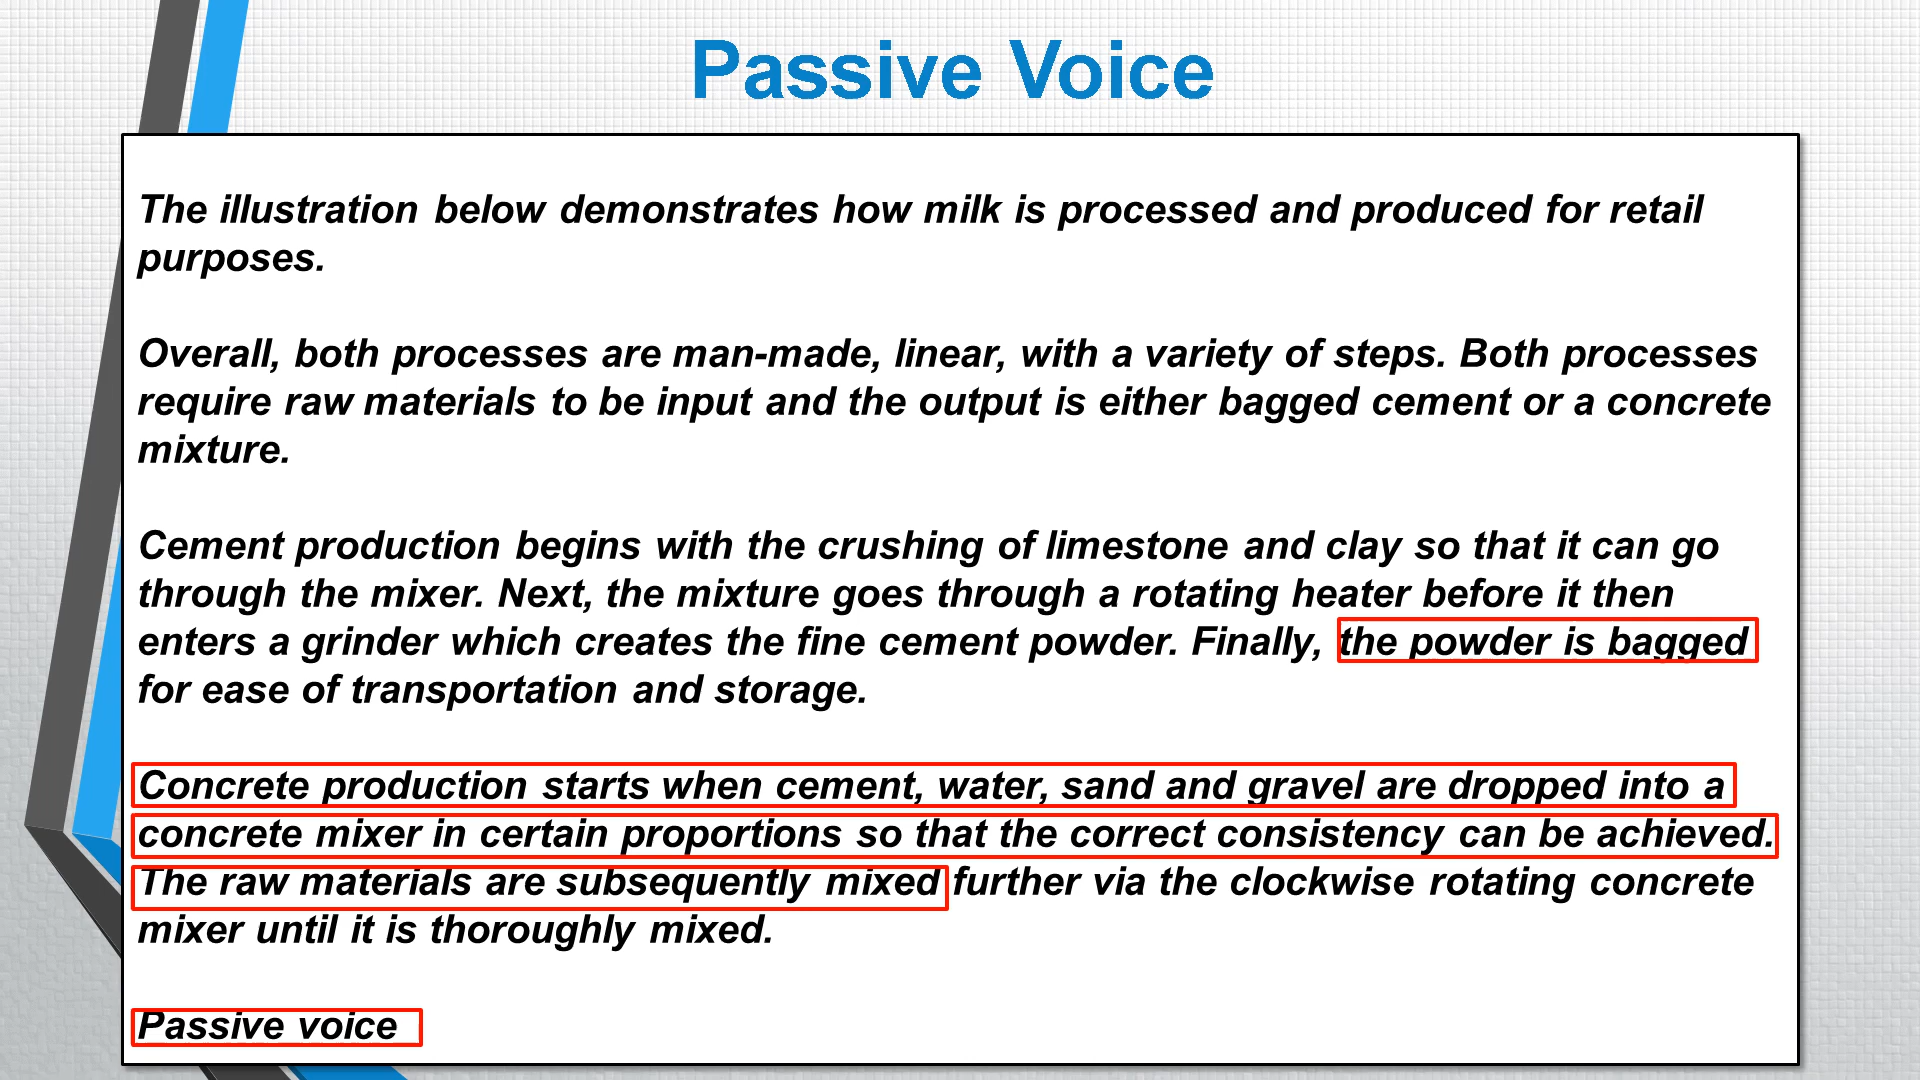 Passive Voice
The illustration below demonstrates how milk is processed and produced for retail
purposes.
Overall, both processes are man-made, linear, with a variety of steps. Both processes
require raw materials to be input and the output is either bagged cement or a concrete
mixture.
Cement production begins with the crushing of limestone and clay so that it can go
through the mixer. Next, the mixture goes through a rotating heater before it then
enters a grinder which creates the fine cement powder. Finally, the powder is bagged
for ease of transportation and storage.
Concrete production starts when cement, water, sand and gravel are dropped into a
concrete mixer in certain proportions so that the correct consistency can be achieved.
The raw materials are subsequently mixed further via the clockwise rotating concrete
mixer until it is thoroughly mixed.
Passive voice